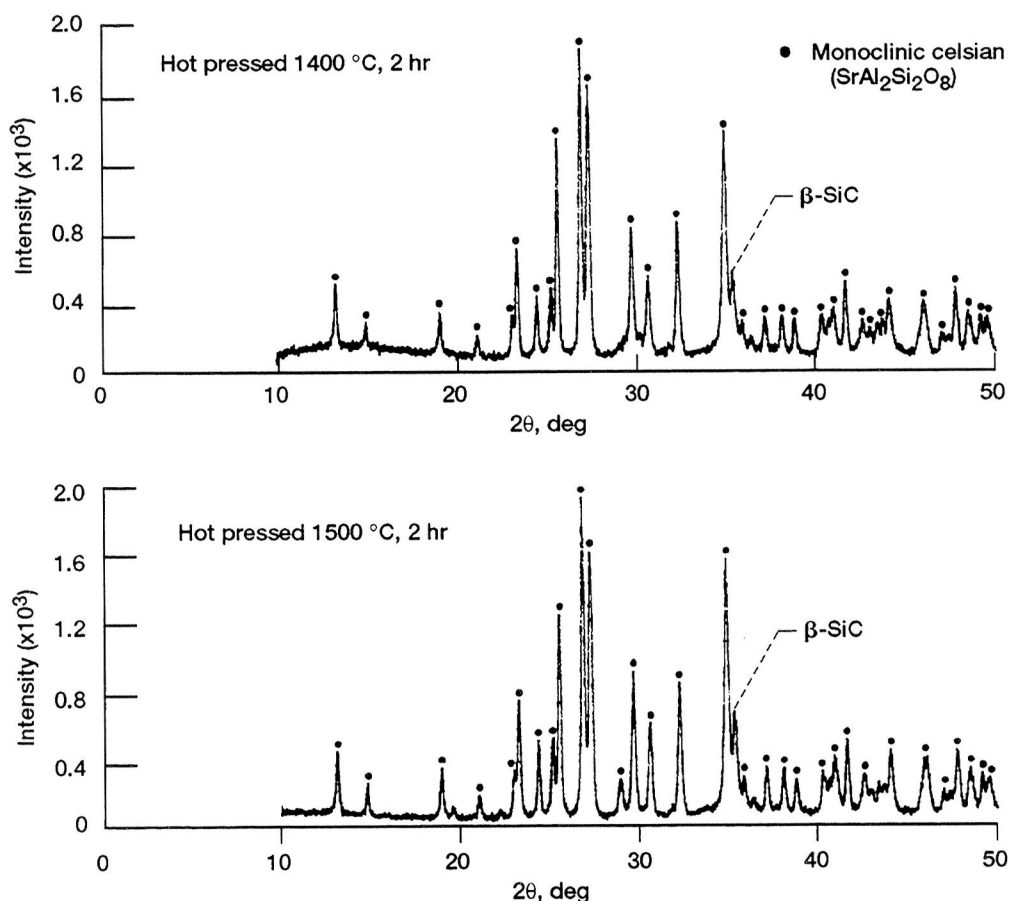 2.0
Hot pressed 1400 °C, 2 hr
• Monoclinic celsian
(SrAl₂Si₂O₈)
1.6
1.2
β-SiC
0.8
0.4
0
Intensity (x10³)
0 10 20 30 40 50
2θ, deg
2.0
Hot pressed 1500 °C, 2 hr
1.6
1.2
β-SiC
0.8
0.4
0
Intensity (x10³)
0 10 20 30 40 50
2θ, deg